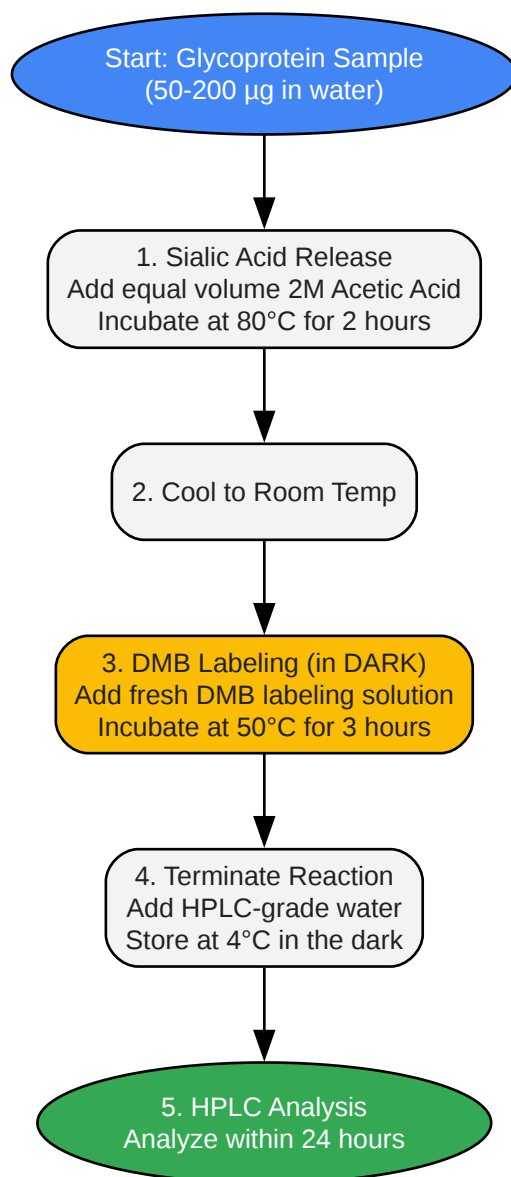 Start: Glycoprotein Sample
(50-200 µg in water)
1. Sialic Acid Release
Add equal volume 2M Acetic Acid
Incubate at 80°C for 2 hours
2. Cool to Room Temp
3. DMB Labeling (in DARK)
Add fresh DMB labeling solution
Incubate at 50°C for 3 hours
4. Terminate Reaction
Add HPLC-grade water
Store at 4°C in the dark
5. HPLC Analysis
Analyze within 24 hours